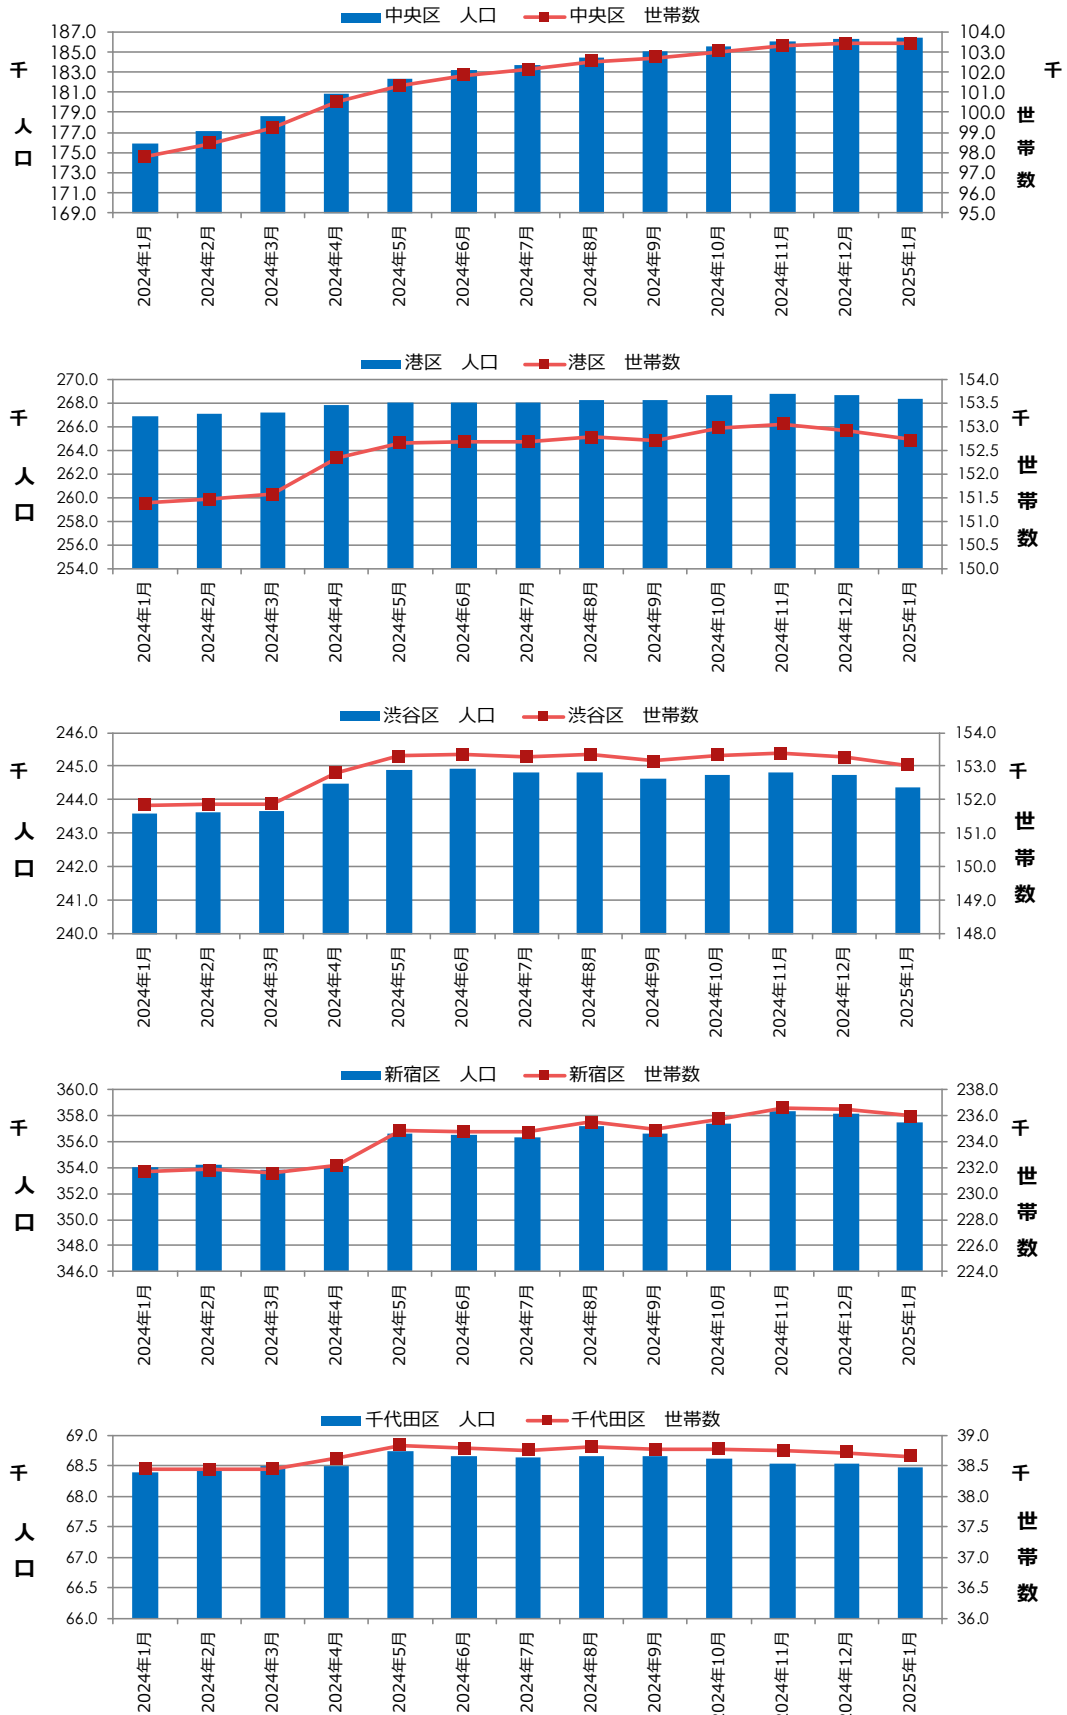 中央区　人口　中央区　世帯数
千
人
口
187.0
185.0
183.0
181.0
179.0
177.0
175.0
173.0
171.0
169.0
104.0
103.0
102.0
101.0
100.0
99.0
98.0
97.0
96.0
95.0
千
世
帯
数
2024年1月
2024年2月
2024年3月
2024年4月
2024年5月
2024年6月
2024年7月
2024年8月
2024年9月
2024年10月
2024年11月
2024年12月
2025年1月
港区　人口　港区　世帯数
千
人
口
270.0
268.0
266.0
264.0
262.0
260.0
258.0
256.0
254.0
154.0
153.5
153.0
152.5
152.0
151.5
151.0
150.5
150.0
千
世
帯
数
2024年1月
2024年2月
2024年3月
2024年4月
2024年5月
2024年6月
2024年7月
2024年8月
2024年9月
2024年10月
2024年11月
2024年12月
2025年1月
渋谷区　人口　渋谷区　世帯数
千
人
口
246.0
245.0
244.0
243.0
242.0
241.0
240.0
154.0
153.0
152.0
151.0
150.0
149.0
148.0
千
世
帯
数
2024年1月
2024年2月
2024年3月
2024年4月
2024年5月
2024年6月
2024年7月
2024年8月
2024年9月
2024年10月
2024年11月
2024年12月
2025年1月
新宿区　人口　新宿区　世帯数
千
人
口
360.0
358.0
356.0
354.0
352.0
350.0
348.0
346.0
238.0
236.0
234.0
232.0
230.0
228.0
226.0
224.0
千
世
帯
数
2024年1月
2024年2月
2024年3月
2024年4月
2024年5月
2024年6月
2024年7月
2024年8月
2024年9月
2024年10月
2024年11月
2024年12月
2025年1月
千代田区　人口　千代田区　世帯数
千
人
口
69.0
68.5
68.0
67.5
67.0
66.5
66.0
39.0
38.5
38.0
37.5
37.0
36.5
36.0
千
世
帯
数
2024年1月
2024年2月
2024年3月
2024年4月
2024年5月
2024年6月
2024年7月
2024年8月
2024年9月
2024年10月
2024年11月
2024年12月
2025年1月